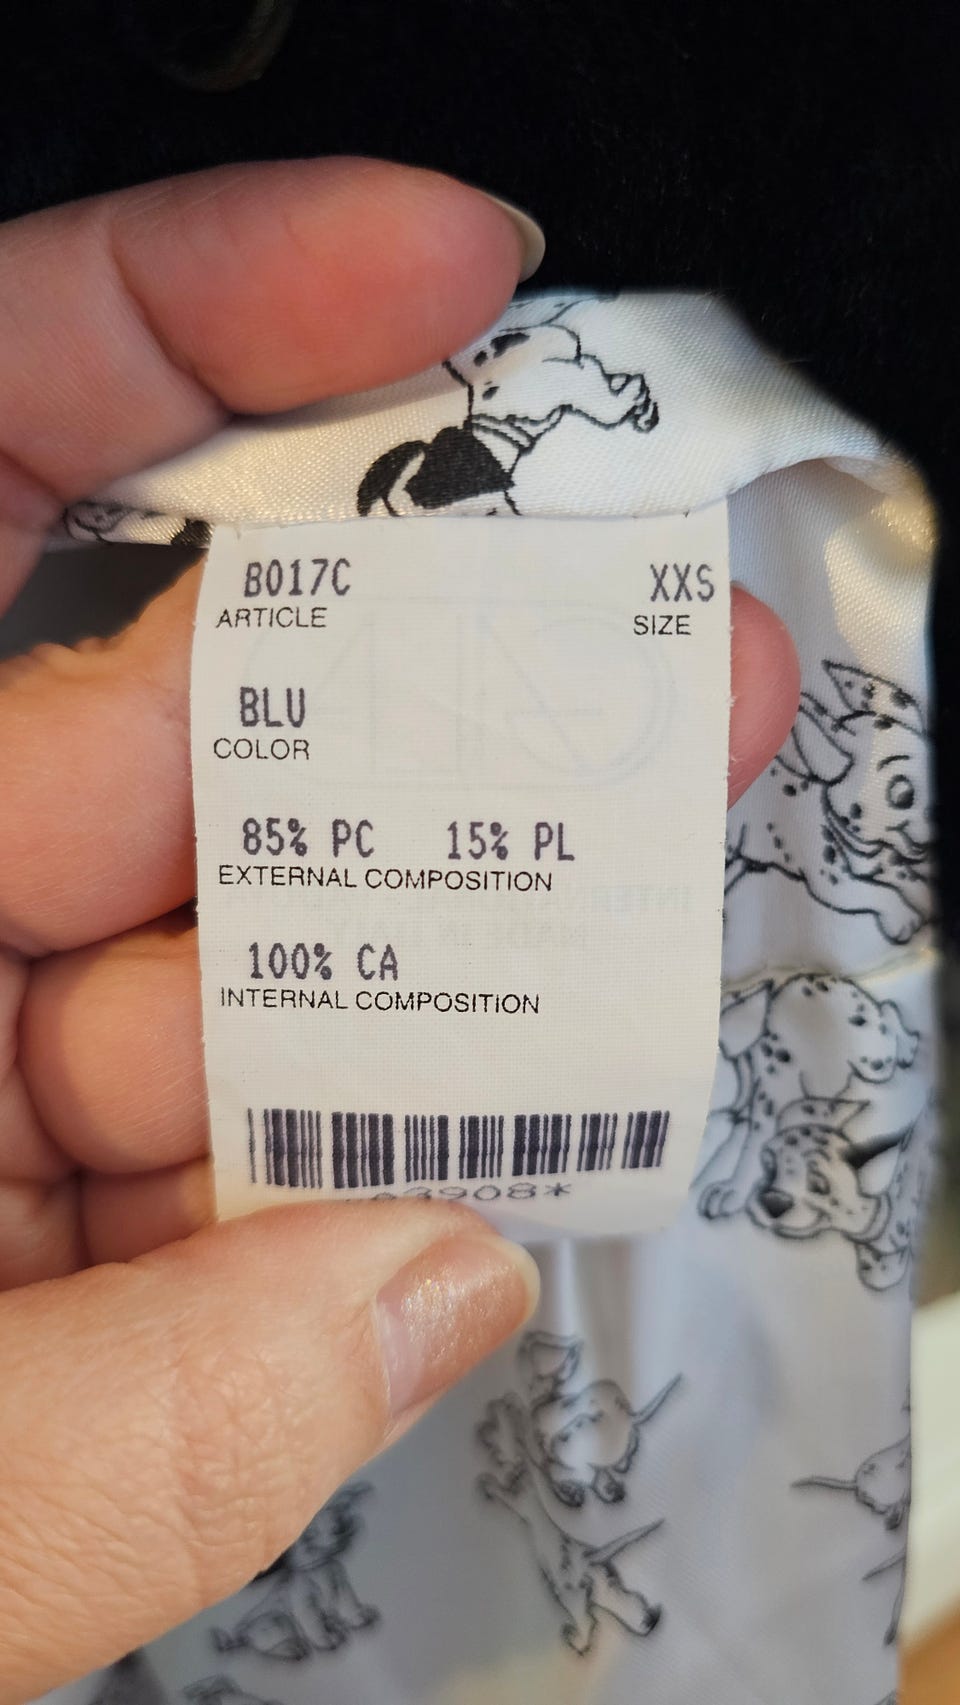 B017C XXS
ARTICLE SIZE
BLU
COLOR
85% PC 15% PL
EXTERNAL COMPOSITION
100% CA
INTERNAL COMPOSITION